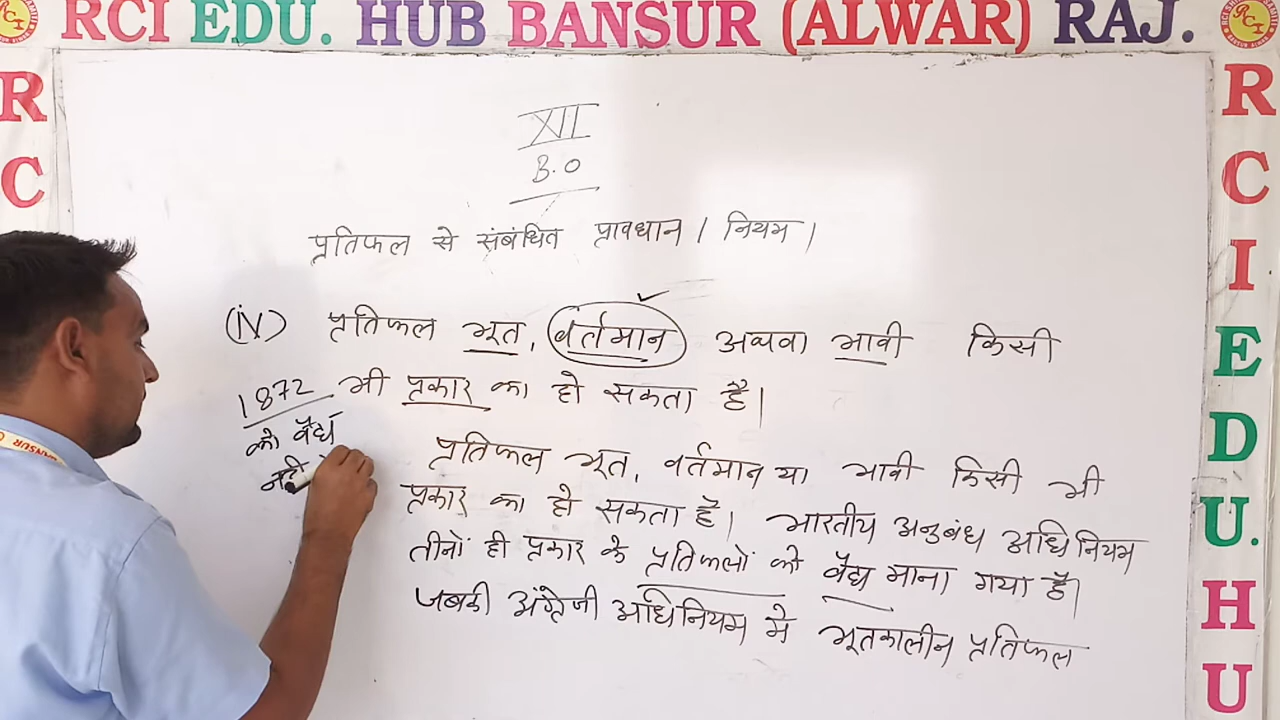 RCI EDU. HUB BANSUR (ALWAR) RAJ.
R
C
XII
B.O
प्रतिफल से संबंधित प्रावधान / नियम।
(iv) प्रतिफल भूत, वर्तमान अथवा भावी किसी
भी प्रकार का हो सकता है।
प्रतिफल भूत, वर्तमान या भावी किसी भी
प्रकार का हो सकता है। भारतीय अनुबंध अधिनियम
तीनों ही प्रकार के प्रतिफलों को वैद्य माना गया है।
जबकी अंग्रेजी अधिनियम मे भूतकालीन प्रतिफल
1872
को वैद्य
नही
R
C
I
E
D
U.
H
U